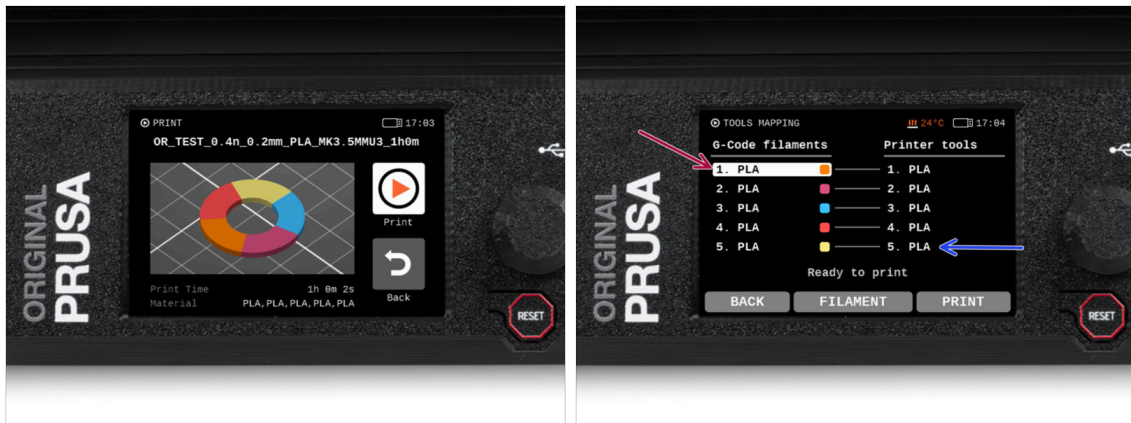 ORIGINAL
PRUSA
PRINT 17:03
OR_TEST_0.4n_0.2mm_PLA_MK3.5MMU3_1h0m
Print
Print Time 1h 0m 2s
Material PLA,PLA,PLA,PLA,PLA
Back
RESET
ORIGINAL
PRUSA
TOOLS MAPPING 24°C 17:04
G-Code filaments Printer tools
1. PLA 1. PLA
2. PLA 2. PLA
3. PLA 3. PLA
4. PLA 4. PLA
5. PLA 5. PLA
Ready to print
BACK FILAMENT PRINT
RESET